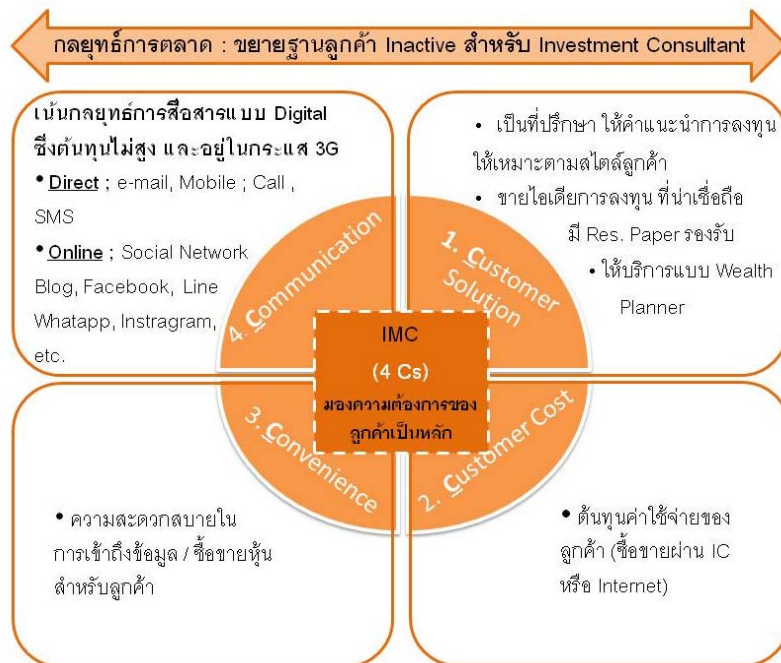 กลยุทธ์การตลาด : ขยายฐานลูกค้า Inactive สำหรับ Investment Consultant
เน้นกลยุทธ์การสื่อสารแบบ Digital
ซึ่งต้นทุนไม่สูง และอยู่ในกระแส 3G
• Direct ; e-mail, Mobile ; Call ,
SMS
• Online ; Social Network
Blog, Facebook, Line
Whatapp, Instragram,
etc.
• เป็นที่ปรึกษา ให้คำแนะนำการลงทุน
ให้เหมาะตามสไตล์ลูกค้า
• ขายไอเดียการลงทุน ที่น่าเชื่อถือ
มี Res. Paper รองรับ
• ให้บริการแบบ Wealth
Planner
4. Communication
1. Customer
Solution
IMC
(4 Cs)
มองความต้องการของ
ลูกค้าเป็นหลัก
3. Convenience
2. Customer Cost
• ความสะดวกสบายใน
การเข้าถึงข้อมูล / ซื้อขายหุ้น
สำหรับลูกค้า
• ต้นทุนค่าใช้จ่ายของ
ลูกค้า (ซื้อขายผ่าน IC
หรือ Internet)